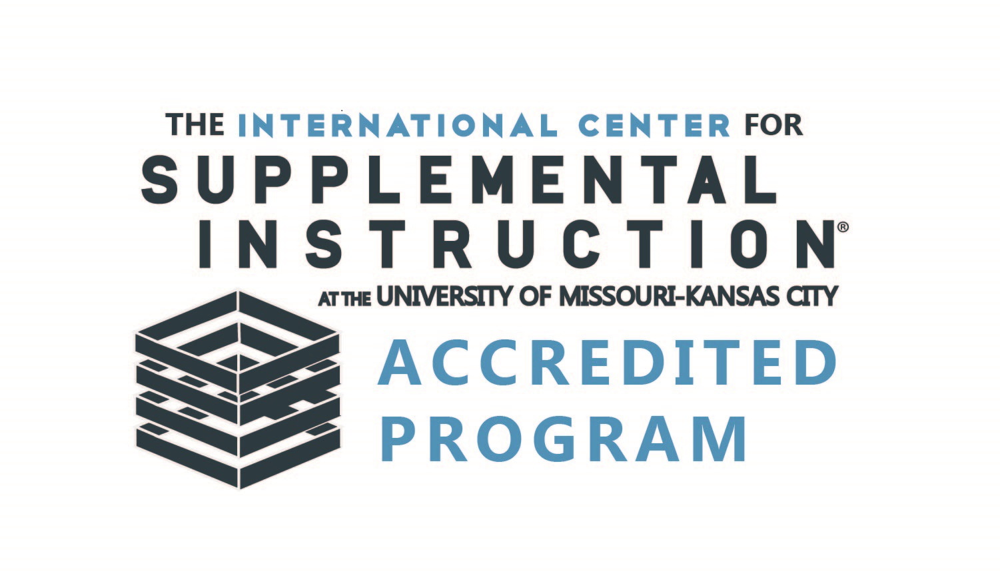 THE INTERNATIONAL CENTER FOR
SUPPLEMENTAL
INSTRUCTION®
AT THE UNIVERSITY OF MISSOURI-KANSAS CITY
ACCREDITED
PROGRAM